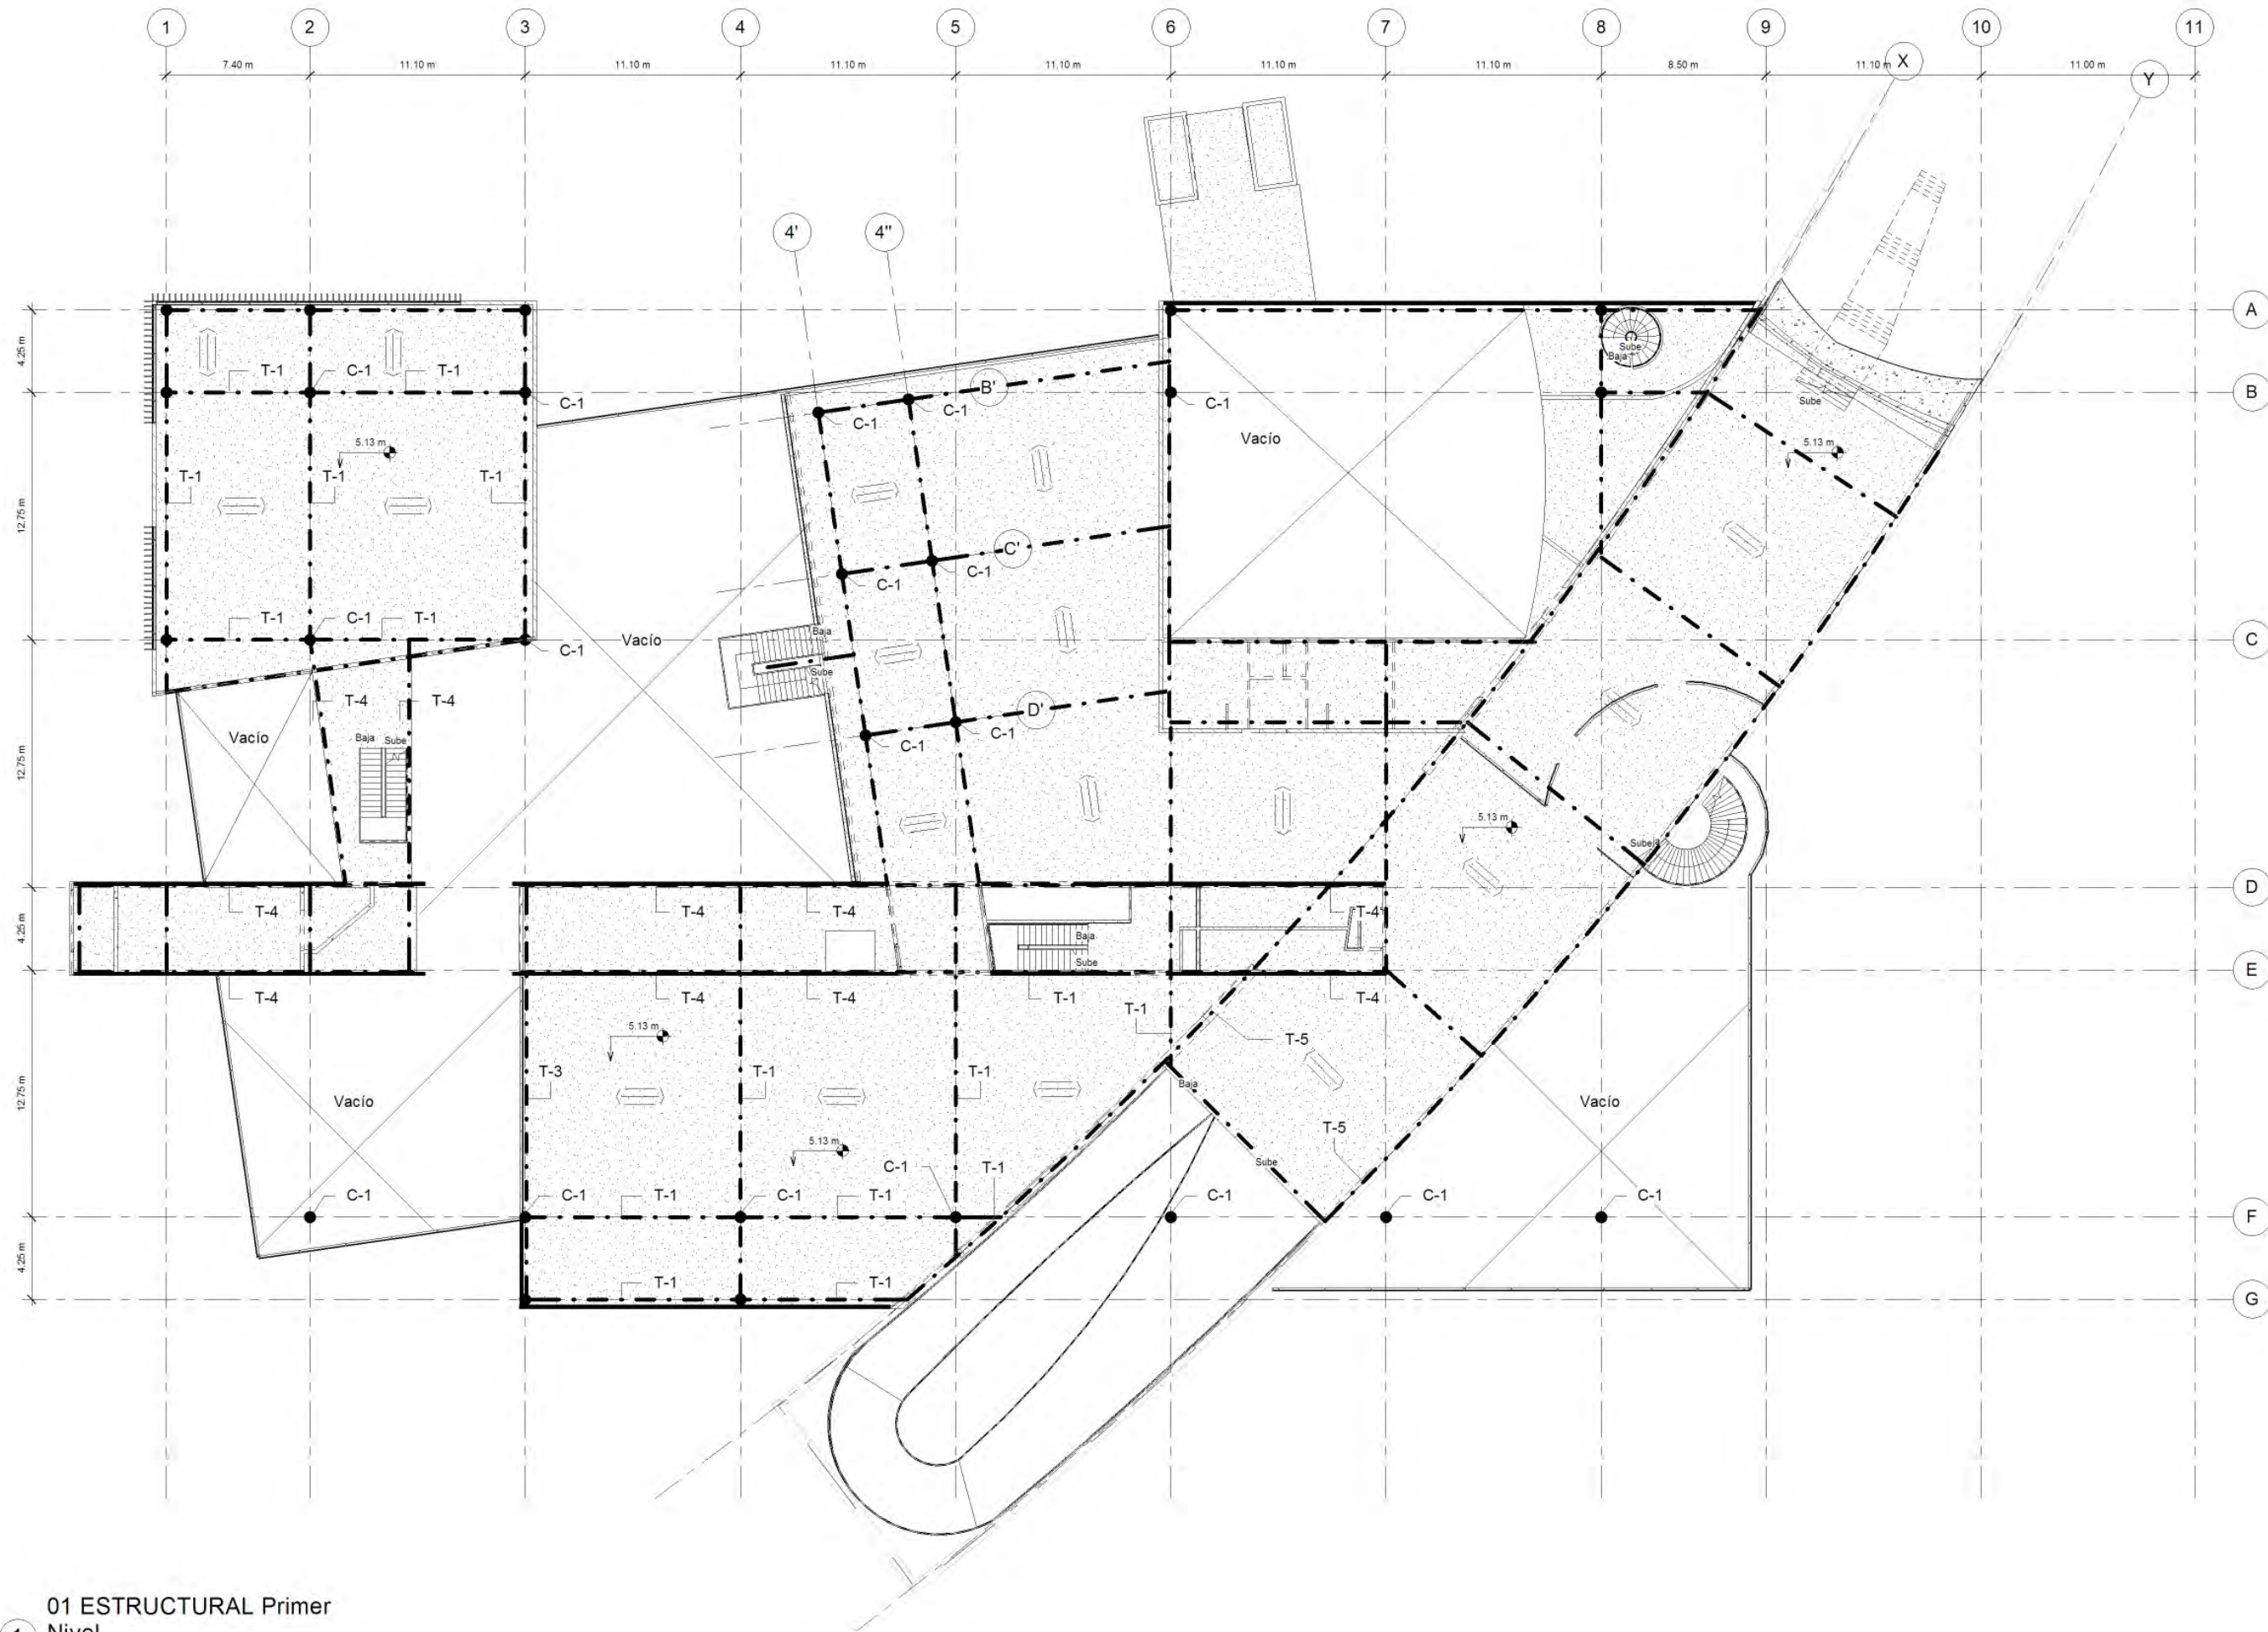 1 2 3 4 5 6 7 8 9 10 11
7.40 m 11.10 m 11.10 m 11.10 m 11.10 m 11.10 m 11.10 m 8.50 m 11.10 m 11.00 m
X
Y
4' 4"
A
4.25 m
Sube
Baja
T-1 C-1 T-1
B'
B
C-1 C-1 C-1
Sube
C-1
Vacío
5.13 m 5.13 m
T-1 T-1 T-1
12.75 m
C'
C-1 C-1
T-1 C-1 T-1
Baja
C
Vacío
C-1
Sube
T-4 T-4
D'
Vacío
Baja Sube
C-1 C-1
12.75 m
5.13 m
D
T-4 T-4 T-4 T-4
4.25 m
Baja
Sube
E
T-4 T-4 T-4 T-1 T-4
T-1
5.13 m
T-5
T-3 T-1 T-1
Baja
12.75 m
Vacío Vacío
T-5
5.13 m
Sube
C-1 T-1
C-1 C-1 T-1 C-1 T-1 C-1 C-1 C-1
F
4.25 m
T-1 T-1
G
01 ESTRUCTURAL Primer
1 Nivel